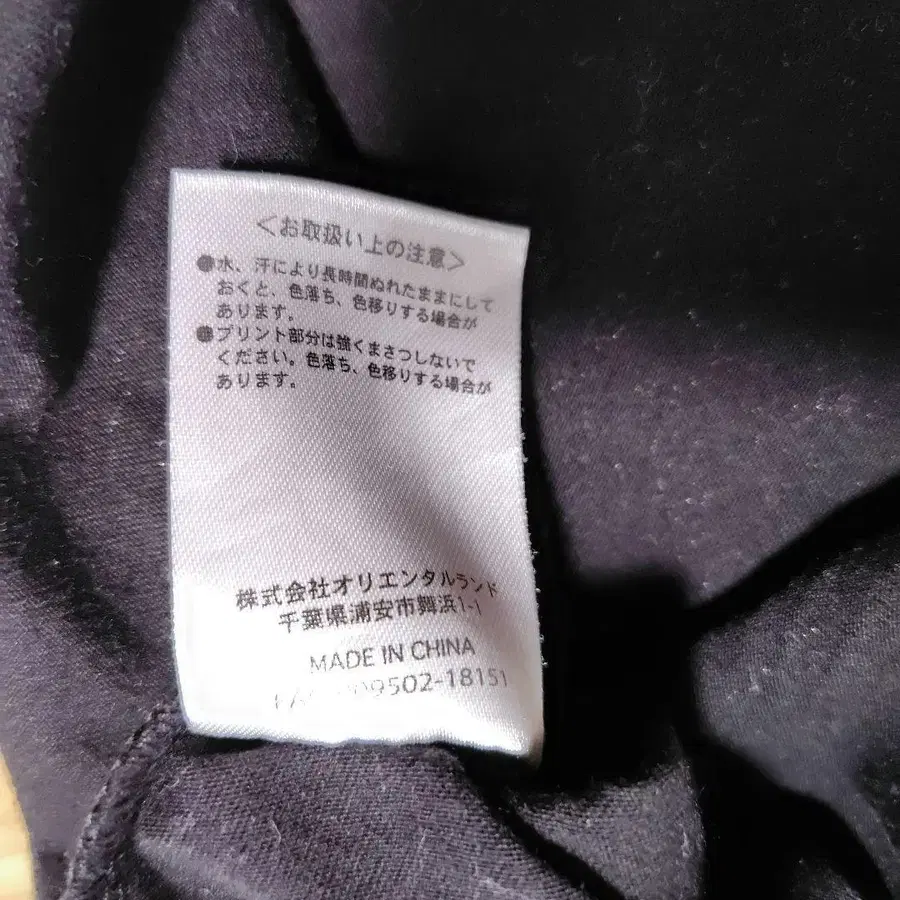 ＜お取扱い上の注意＞
●水、汗により長時間ぬれたままにして
おくと、色落ち、色移りする場合が
あります。
●プリント部分は強くまさつしないで
ください。色落ち、色移りする場合が
あります。
株式会社オリエンタルランド
千葉県浦安市舞浜1-1
MADE IN CHINA
09502-18151